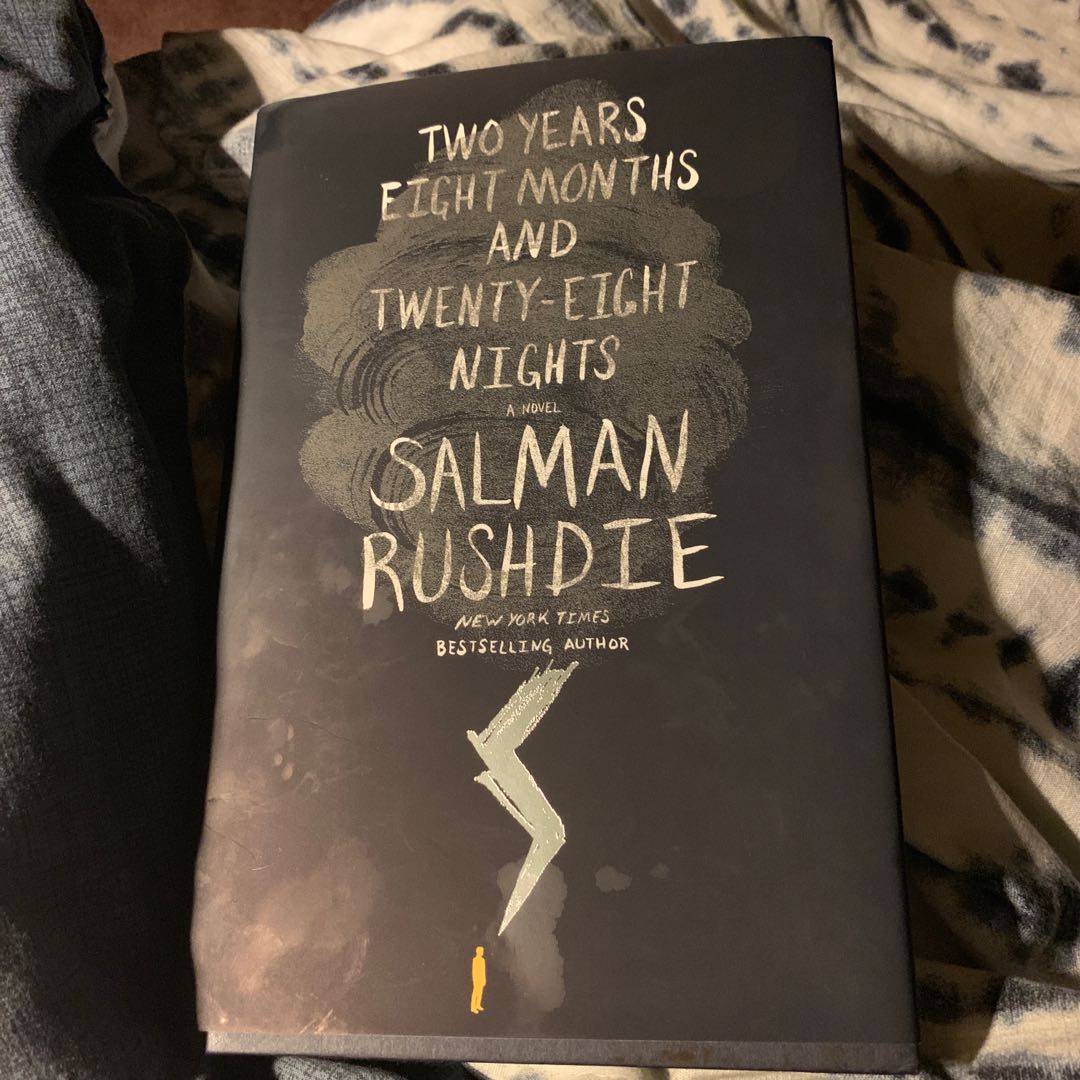 TWO YEARS
EIGHT MONTHS
AND
TWENTY-EIGHT
NIGHTS
A NOVEL
SALMAN
RUSHDIE
NEW YORK TIMES
BESTSELLING AUTHOR